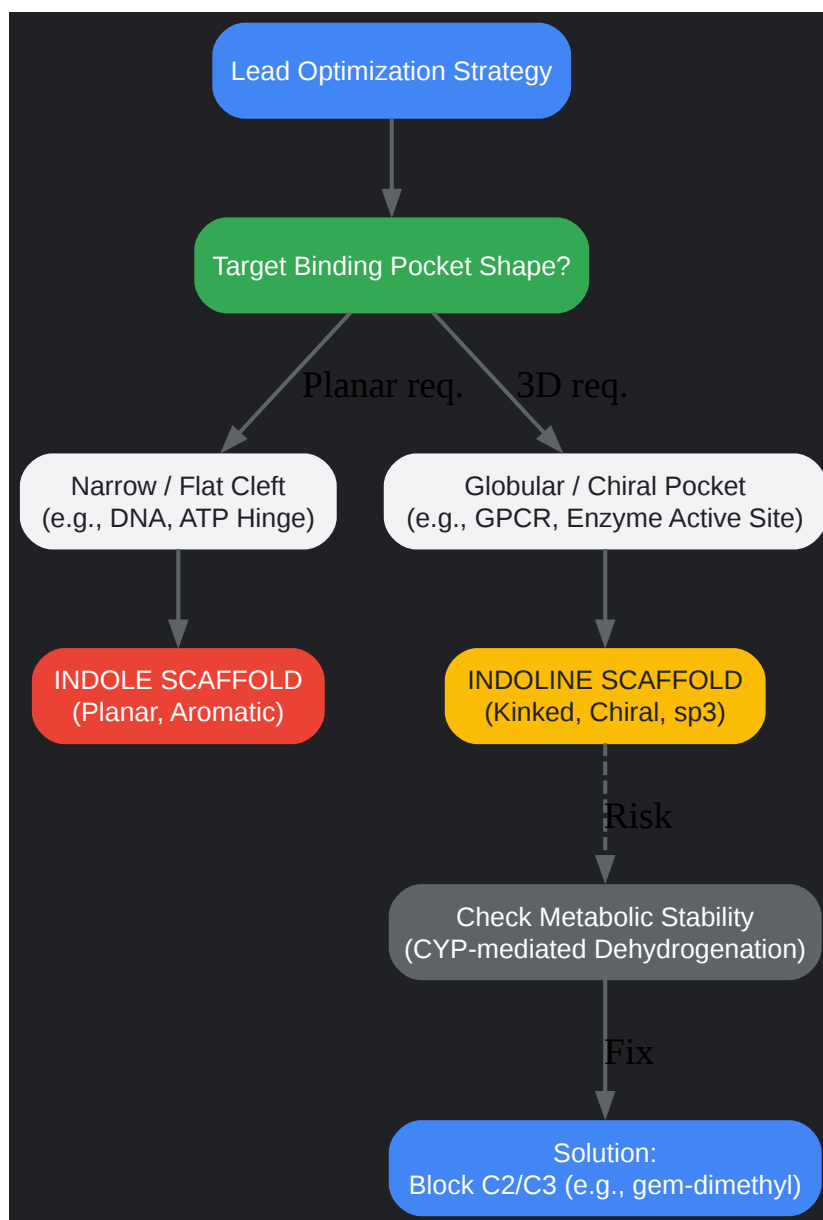 Lead Optimization Strategy
Target Binding Pocket Shape?
Planar req.
3D req.
Narrow / Flat Cleft
(e.g., DNA, ATP Hinge)
Globular / Chiral Pocket
(e.g., GPCR, Enzyme Active Site)
INDOLE SCAFFOLD
(Planar, Aromatic)
INDOLINE SCAFFOLD
(Kinked, Chiral, sp3)
Risk
Check Metabolic Stability
(CYP-mediated Dehydrogenation)
Fix
Solution:
Block C2/C3 (e.g., gem-dimethyl)